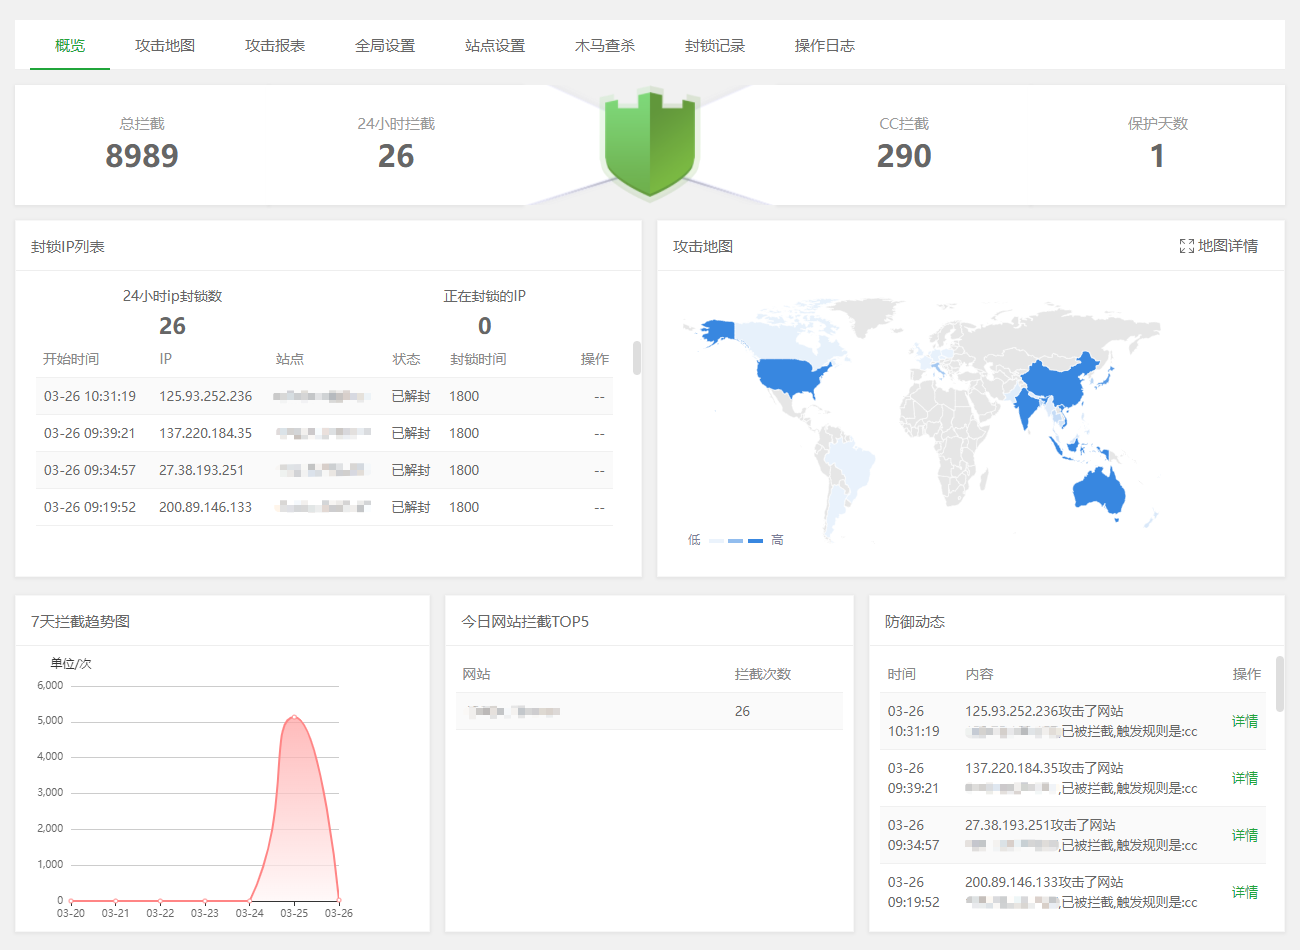 概览 攻击地图 攻击报表 全局设置 站点设置 木马查杀 封锁记录 操作日志
总拦截 24小时拦截 CC拦截 保护天数
8989 26 290 1
封锁IP列表
24小时ip封锁数 正在封锁的IP
26 0
开始时间 IP 站点 状态 封锁时间 操作
03-26 10:31:19 125.93.252.236 已解封 1800 --
03-26 09:39:21 137.220.184.35 已解封 1800 --
03-26 09:34:57 27.38.193.251 已解封 1800 --
03-26 09:19:52 200.89.146.133 已解封 1800 --
攻击地图 地图详情
低 高
7天拦截趋势图
单位/次
6,000
5,000
4,000
3,000
2,000
1,000
0
03-20 03-21 03-22 03-23 03-24 03-25 03-26
今日网站拦截TOP5
网站 拦截次数
26
防御动态
时间 内容 操作
03-26 125.93.252.236攻击了网站
10:31:19 ,已被拦截,触发规则是:cc 详情
03-26 137.220.184.35攻击了网站
09:39:21 ,已被拦截,触发规则是:cc 详情
03-26 27.38.193.251攻击了网站
09:34:57 ,已被拦截,触发规则是:cc 详情
03-26 200.89.146.133攻击了网站
09:19:52 ,已被拦截,触发规则是:cc 详情